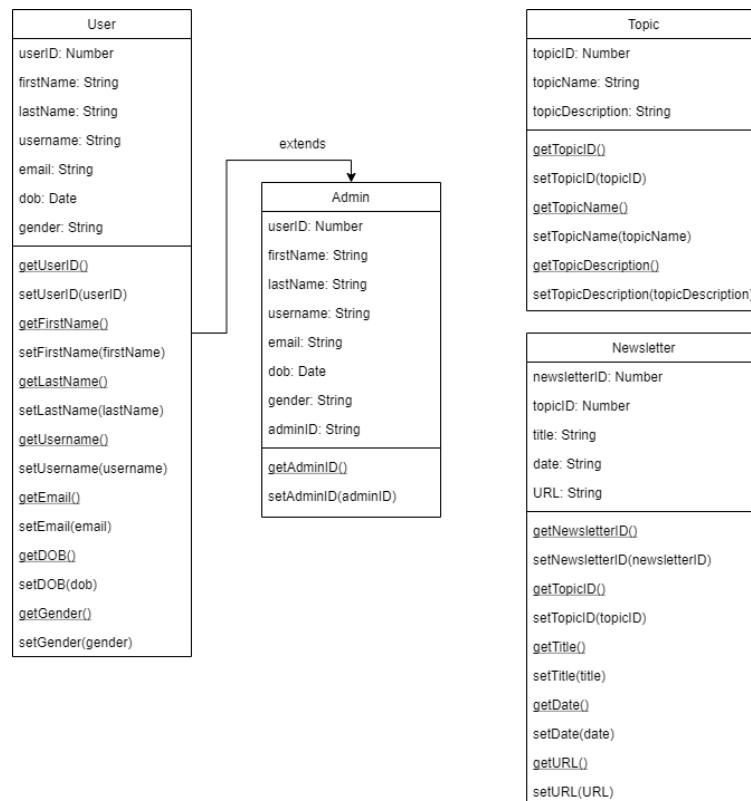 User
userID: Number
firstName: String
lastName: String
username: String
email: String
dob: Date
gender: String
getUserID()
setUserID(userID)
getFirstName()
setFirstName(firstName)
getLastName()
setLastName(lastName)
getUsername()
setUsername(username)
getEmail()
setEmail(email)
getDOB()
setDOB(dob)
getGender()
setGender(gender)
extends
Admin
userID: Number
firstName: String
lastName: String
username: String
email: String
dob: Date
gender: String
adminID: String
getAdminID()
setAdminID(adminID)
Topic
topicID: Number
topicName: String
topicDescription: String
getTopicID()
setTopicID(topicID)
getTopicName()
setTopicName(topicName)
getTopicDescription()
setTopicDescription(topicDescription)
Newsletter
newsletterID: Number
topicID: Number
title: String
date: String
URL: String
getNewsletterID()
setNewsletterID(newsletterID)
getTopicID()
setTopicID(topicID)
getTitle()
setTitle(title)
getDate()
setDate(date)
getURL()
setURL(URL)